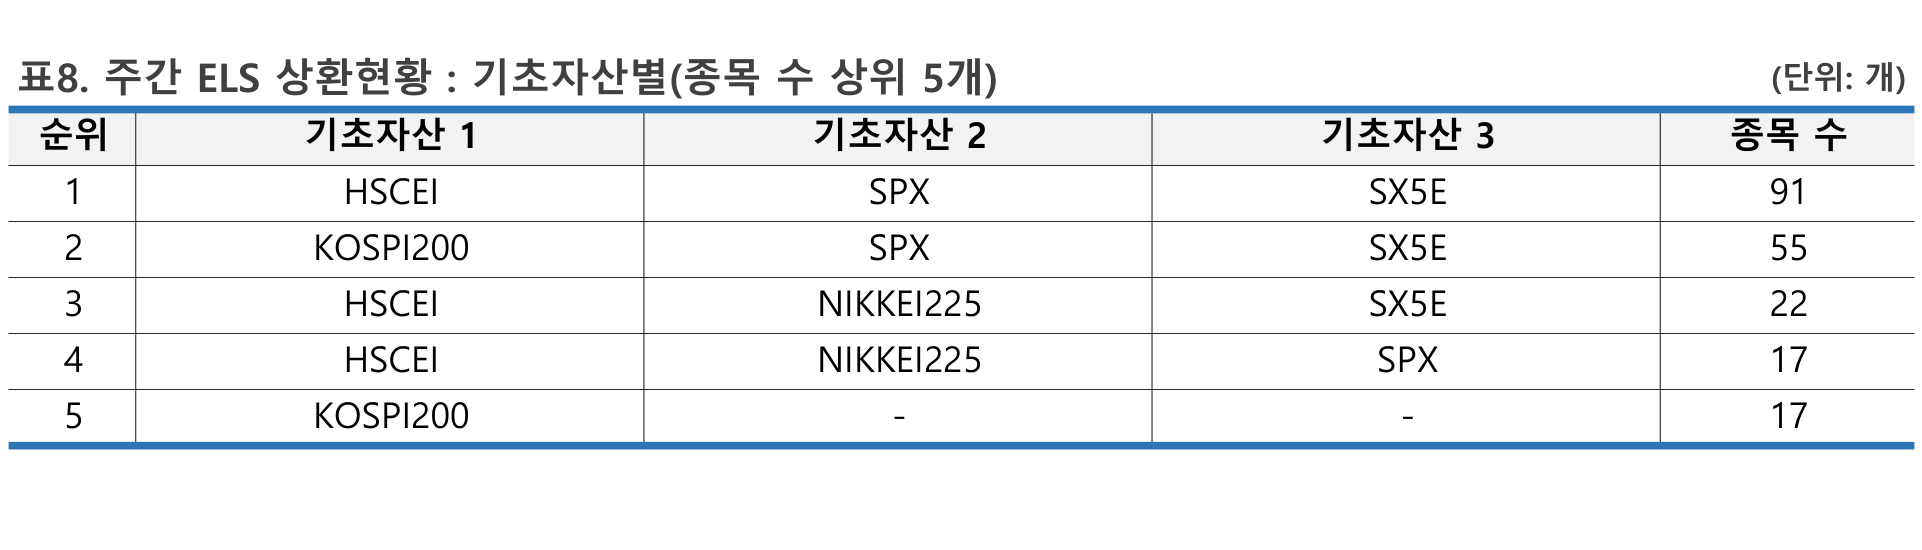 표8. 주간 ELS 상환현황 : 기초자산별(종목 수 상위 5개) (단위: 개)
순위 기초자산 1 기초자산 2 기초자산 3 종목 수
1 HSCEI SPX SX5E 91
2 KOSPI200 SPX SX5E 55
3 HSCEI NIKKEI225 SX5E 22
4 HSCEI NIKKEI225 SPX 17
5 KOSPI200 - - 17